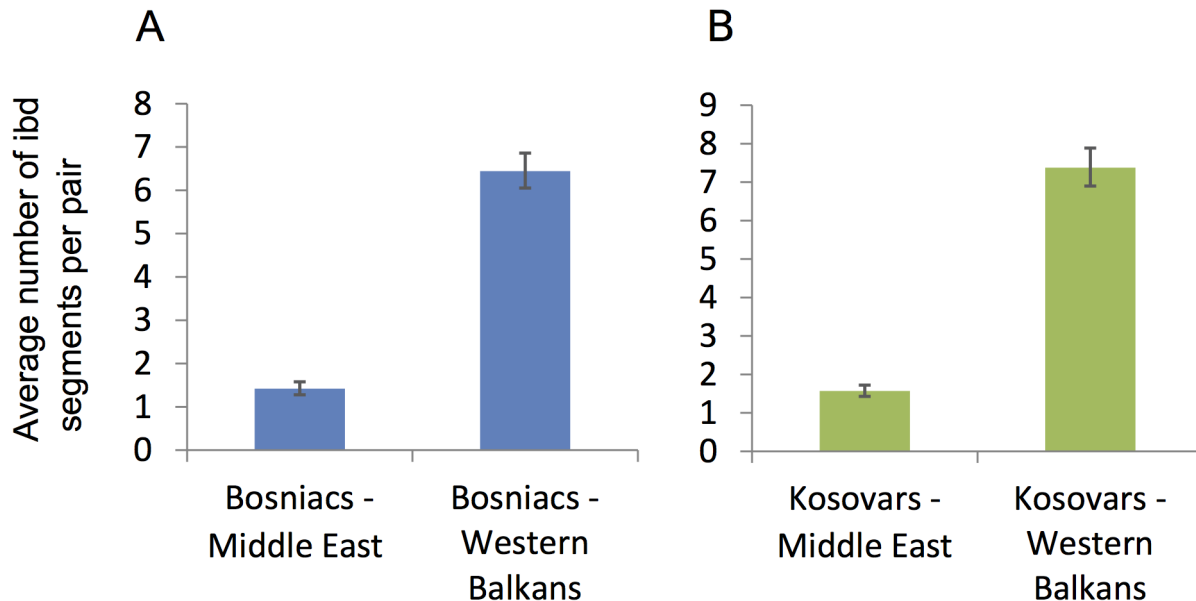 A
B
Average number of ibd
segments per pair
8
7
6
5
4
3
2
1
0
Bosniacs -
Middle East
Bosniacs -
Western
Balkans
9
8
7
6
5
4
3
2
1
0
Kosovars -
Middle East
Kosovars -
Western
Balkans